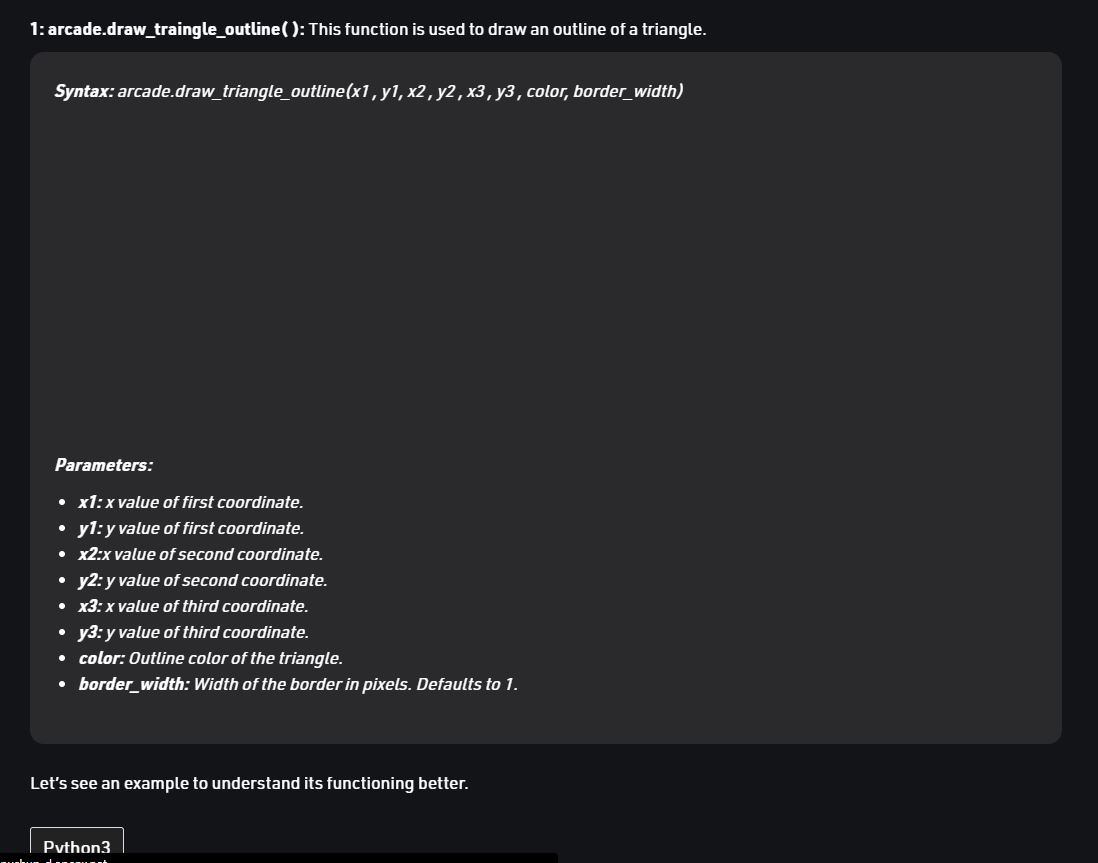 1: arcade.draw_traingle_outline( ): This function is used to draw an outline of a triangle.
Syntax: arcade.draw_triangle_outline(x1 , y1, x2 , y2 , x3 , y3 , color, border_width)
Parameters:
• x1: x value of first coordinate.
• y1: y value of first coordinate.
• x2:x value of second coordinate.
• y2: y value of second coordinate.
• x3: x value of third coordinate.
• y3: y value of third coordinate.
• color: Outline color of the triangle.
• border_width: Width of the border in pixels. Defaults to 1.
Let's see an example to understand its functioning better.
Python3